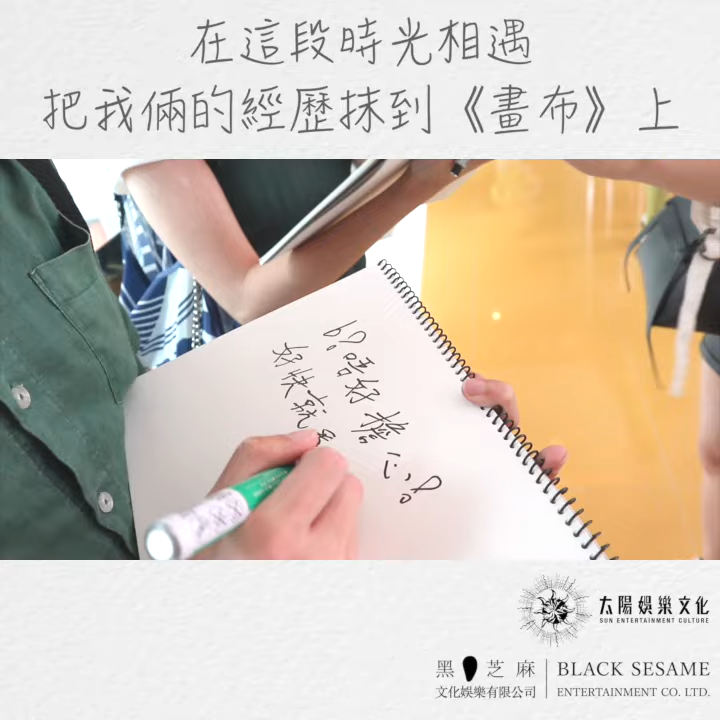 在這段時光相遇
把我倆的經歷抹到《畫布》上
唔好擔心!
好快就
太陽娛樂文化
SUN ENTERTAINMENT CULTURE
黑芝麻
文化娛樂有限公司
BLACK SESAME
ENTERTAINMENT CO. LTD.